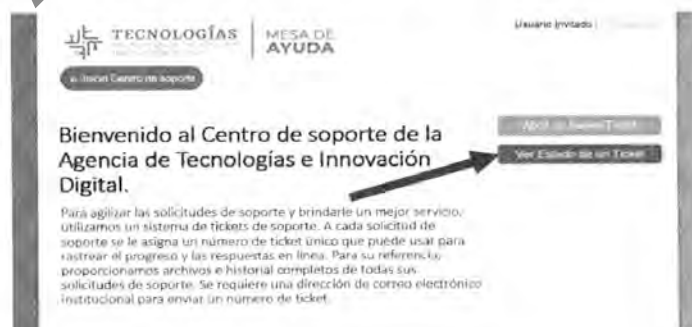 TECNOLOGÍAS
MESA DE
AYUDA
Usuario Invitado |
Inicio Centro de soporte
Bienvenido al Centro de soporte de la
Agencia de Tecnologías e Innovación
Digital.
Abrir un Nuevo Ticket
Ver Estado de un Ticket
Para agilizar las solicitudes de soporte y brindarle un mejor servicio,
utilizamos un sistema de tickets de soporte. A cada solicitud de
soporte se le asigna un número de ticket único que puede usar para
rastrear el progreso y las respuestas en línea. Para su referencia,
proporcionamos archivos e historial completos de todas sus
solicitudes de soporte. Se requiere una dirección de correo electrónico
institucional para enviar un número de ticket.